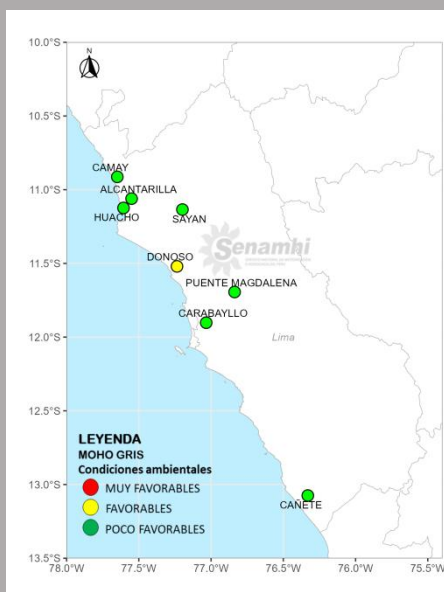 10.0°S
N
10.5°S
CAMAY
11.0°S
ALCANTARILLA
HUACHO
SAYAN
Senamhi
11.5°S
DONOSO
PUENTE MAGDALENA
CARABAYLLO
12.0°S
Lima
12.5°S
LEYENDA
MOHO GRIS
Condiciones ambientales
13.0°S
MUY FAVORABLES
CAÑETE
FAVORABLES
POCO FAVORABLES
13.5°S
78.0°W 77.5°W 77.0°W 76.5°W 76.0°W 75.5°W